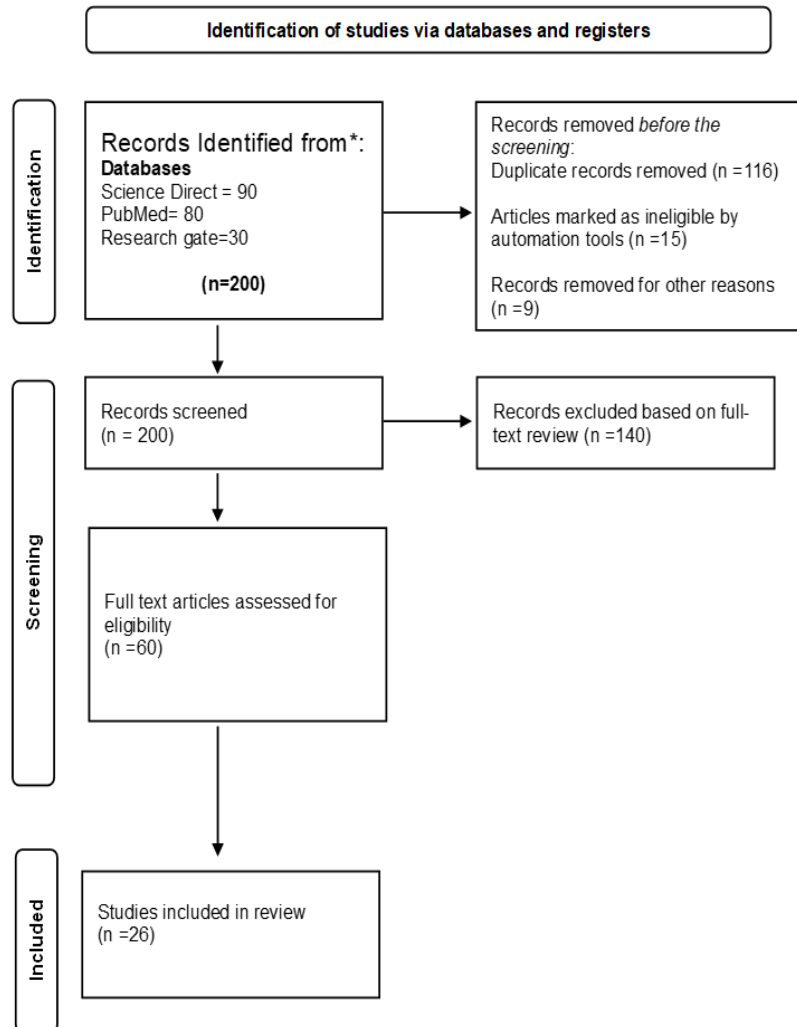 Identification of studies via databases and registers
Identification
Records Identified from*:
Databases
Science Direct = 90
PubMed= 80
Research gate=30
(n=200)
Records removed before the
screening:
Duplicate records removed (n =116)
Articles marked as ineligible by
automation tools (n =15)
Records removed for other reasons
(n =9)
Screening
Records screened
(n = 200)
Records excluded based on full-
text review (n =140)
Full text articles assessed for
eligibility
(n =60)
Included
Studies included in review
(n =26)